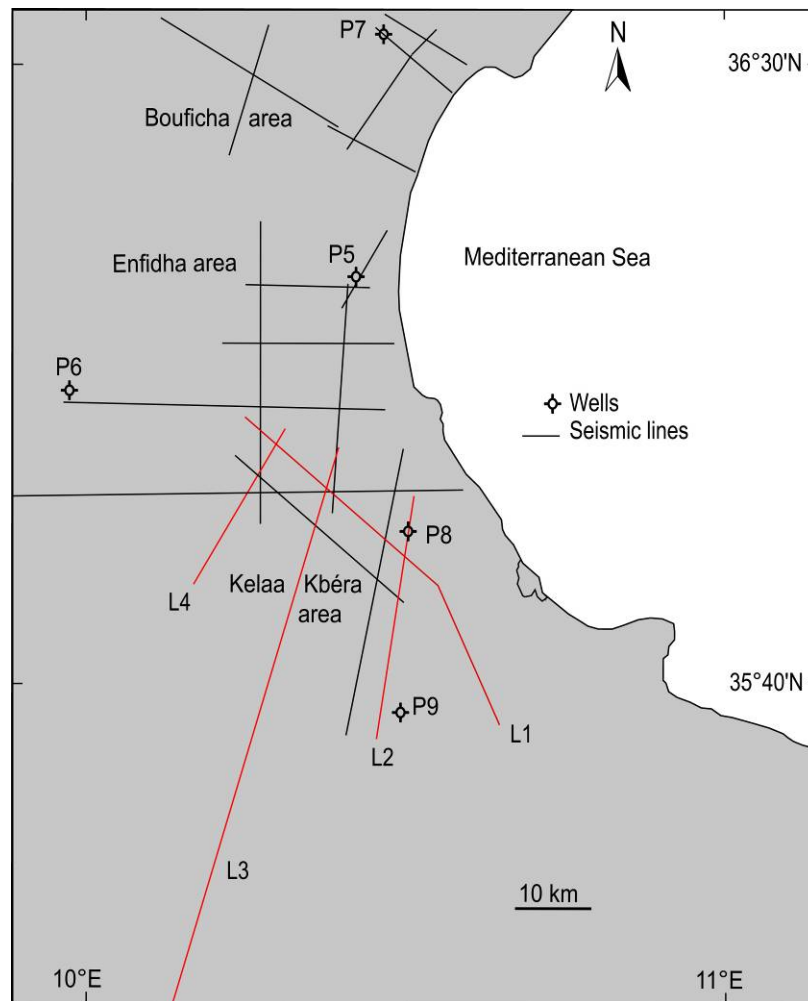 P7
N
36°30'N
Bouficha area
Enfidha area
P5
Mediterranean Sea
P6
Wells
Seismic lines
P8
L4
Kelaa Kbéra
area
35°40'N
P9
L1
L2
L3
10 km
10°E
11°E